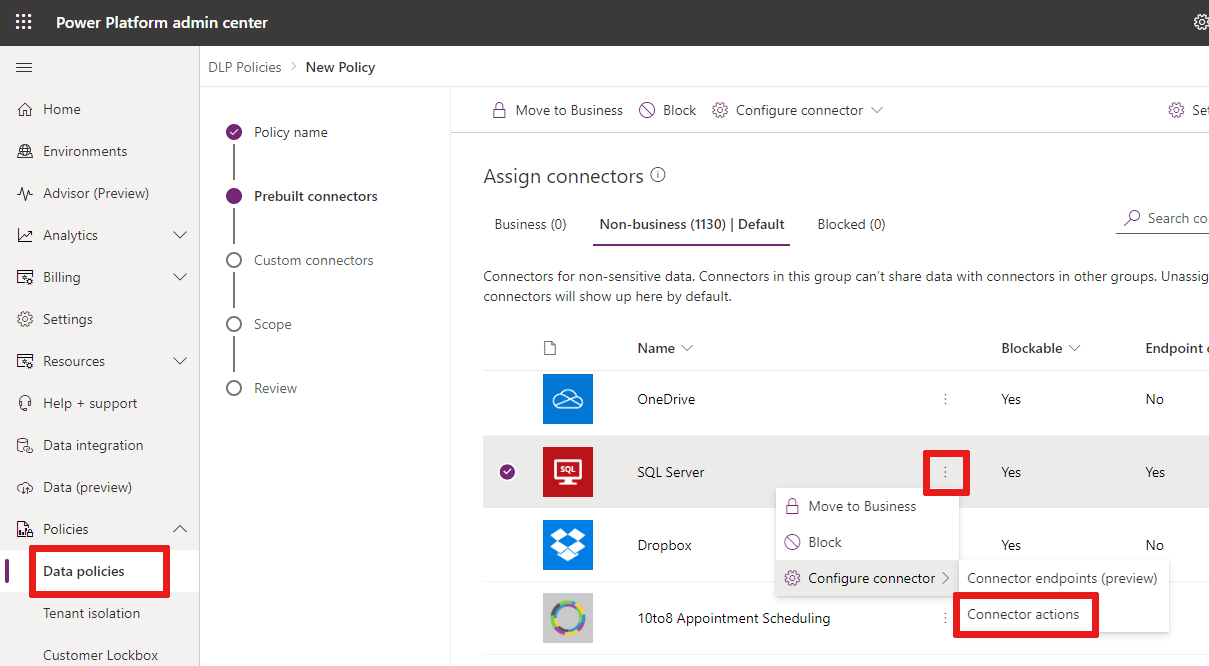 Power Platform admin center
DLP Policies > New Policy
Home
Environments
Advisor (Preview)
Analytics
Billing
Settings
Resources
Help + support
Data integration
Data (preview)
Policies
Data policies
Tenant isolation
Customer Lockbox
Policy name
Prebuilt connectors
Custom connectors
Scope
Review
Move to Business
Block
Configure connector
Set
Assign connectors
Business (0)
Non-business (1130) | Default
Blocked (0)
Search co
Connectors for non-sensitive data. Connectors in this group can't share data with connectors in other groups. Unassig
connectors will show up here by default.
Name
Blockable
Endpoint
OneDrive
Yes
No
SQL
SQL Server
Yes
Yes
Dropbox
Yes
No
10to8 Appointment Scheduling
Move to Business
Block
Configure connector
Connector endpoints (preview)
Connector actions